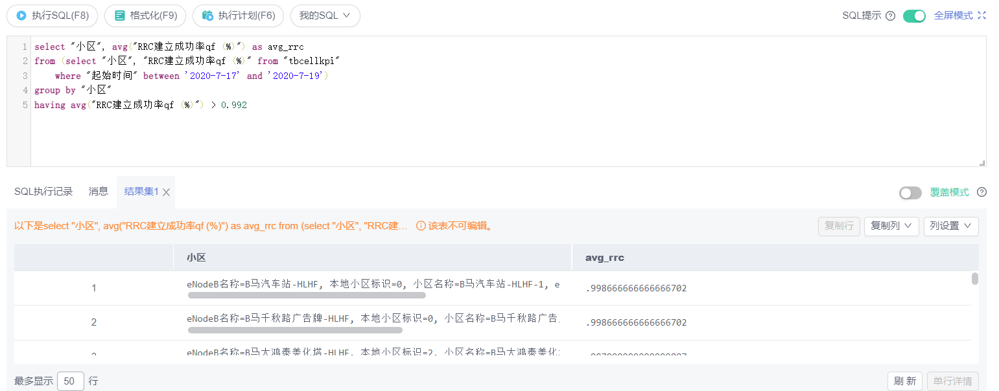 执行SQL(F8) 格式化(F9) 执行计划(F6) 我的SQL SQL提示 全屏模式
1 select "小区", avg("RRC建立成功率qf (%)") as avg_rrc
2 from (select "小区", "RRC建立成功率qf (%)" from "tbcellkpi"
3 where "起始时间" between '2020-7-17' and '2020-7-19')
4 group by "小区"
5 having avg("RRC建立成功率qf (%)") > 0.992
SQL执行记录 消息 结果集1 覆盖模式
以下是select "小区", avg("RRC建立成功率qf (%)") as avg_rrc from (select "小区", "RRC建... 该表不可编辑。 复制行 复制列 列设置
小区 avg_rrc
1 eNodeB名称=B马汽车站-HLHF, 本地小区标识=0, 小区名称=B马汽车站-HLHF-1, e .998666666666666702
2 eNodeB名称=B马千秋路广告牌-HLHF, 本地小区标识=0, 小区名称=B马千秋路广告 .998666666666666702
eNodeB名称=B马大鸿泰美化塔-HLHF, 本地小区标识=2, 小区名称=B马大鸿泰美化
最多显示 50 行 刷 新 单行详情